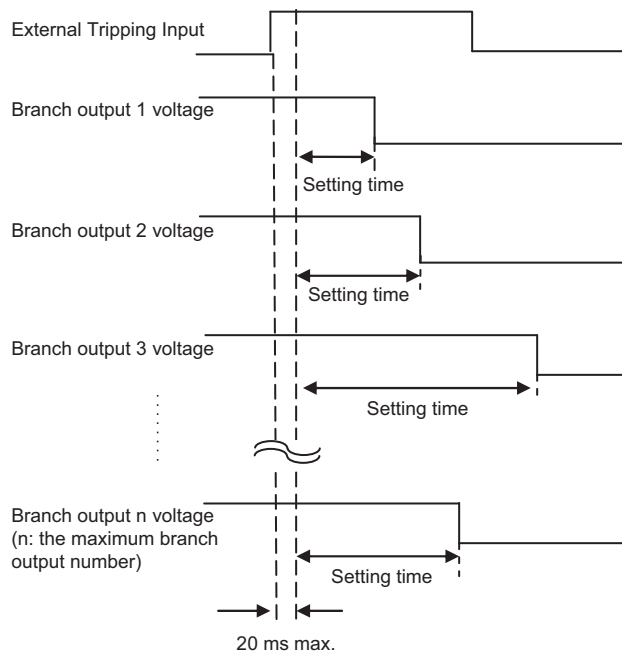 External Tripping Input
Branch output 1 voltage
Setting time
Branch output 2 voltage
Setting time
Branch output 3 voltage
Setting time
Branch output n voltage
(n: the maximum branch
output number)
Setting time
20 ms max.